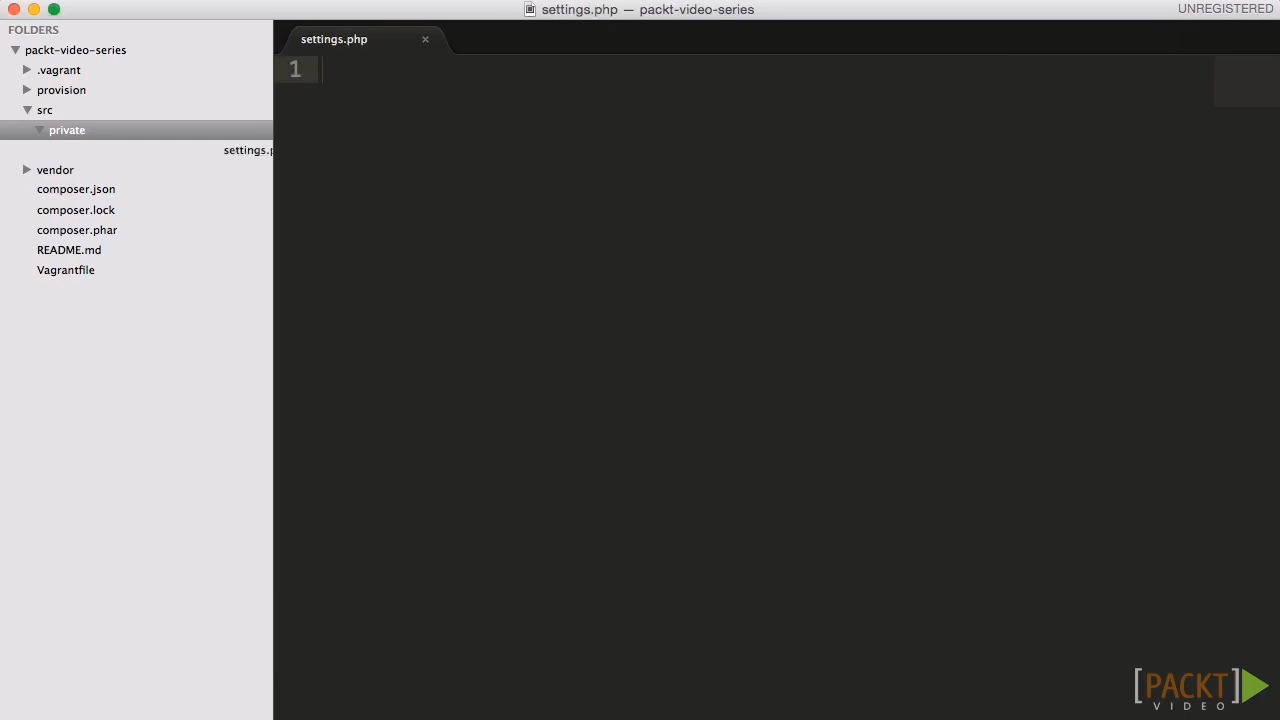 settings.php — packt-video-series
UNREGISTERED
FOLDERS
packt-video-series
.vagrant
provision
src
private
settings.p
vendor
composer.json
composer.lock
composer.phar
README.md
Vagrantfile
settings.php ×
1
[PACKT]
VIDEO